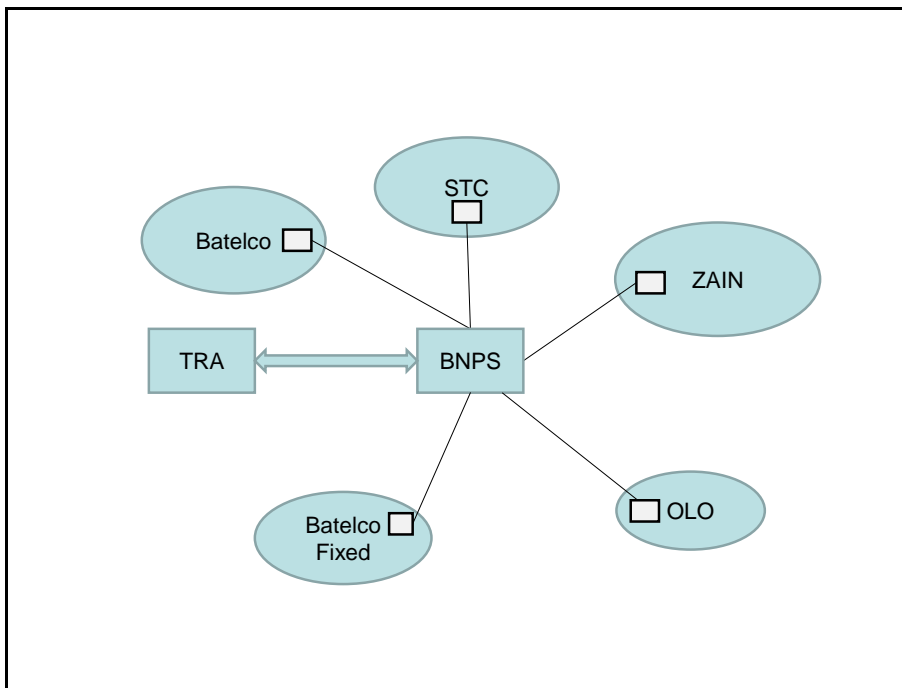 STC
Batelco
ZAIN
TRA
BNPS
OLO
Batelco
Fixed